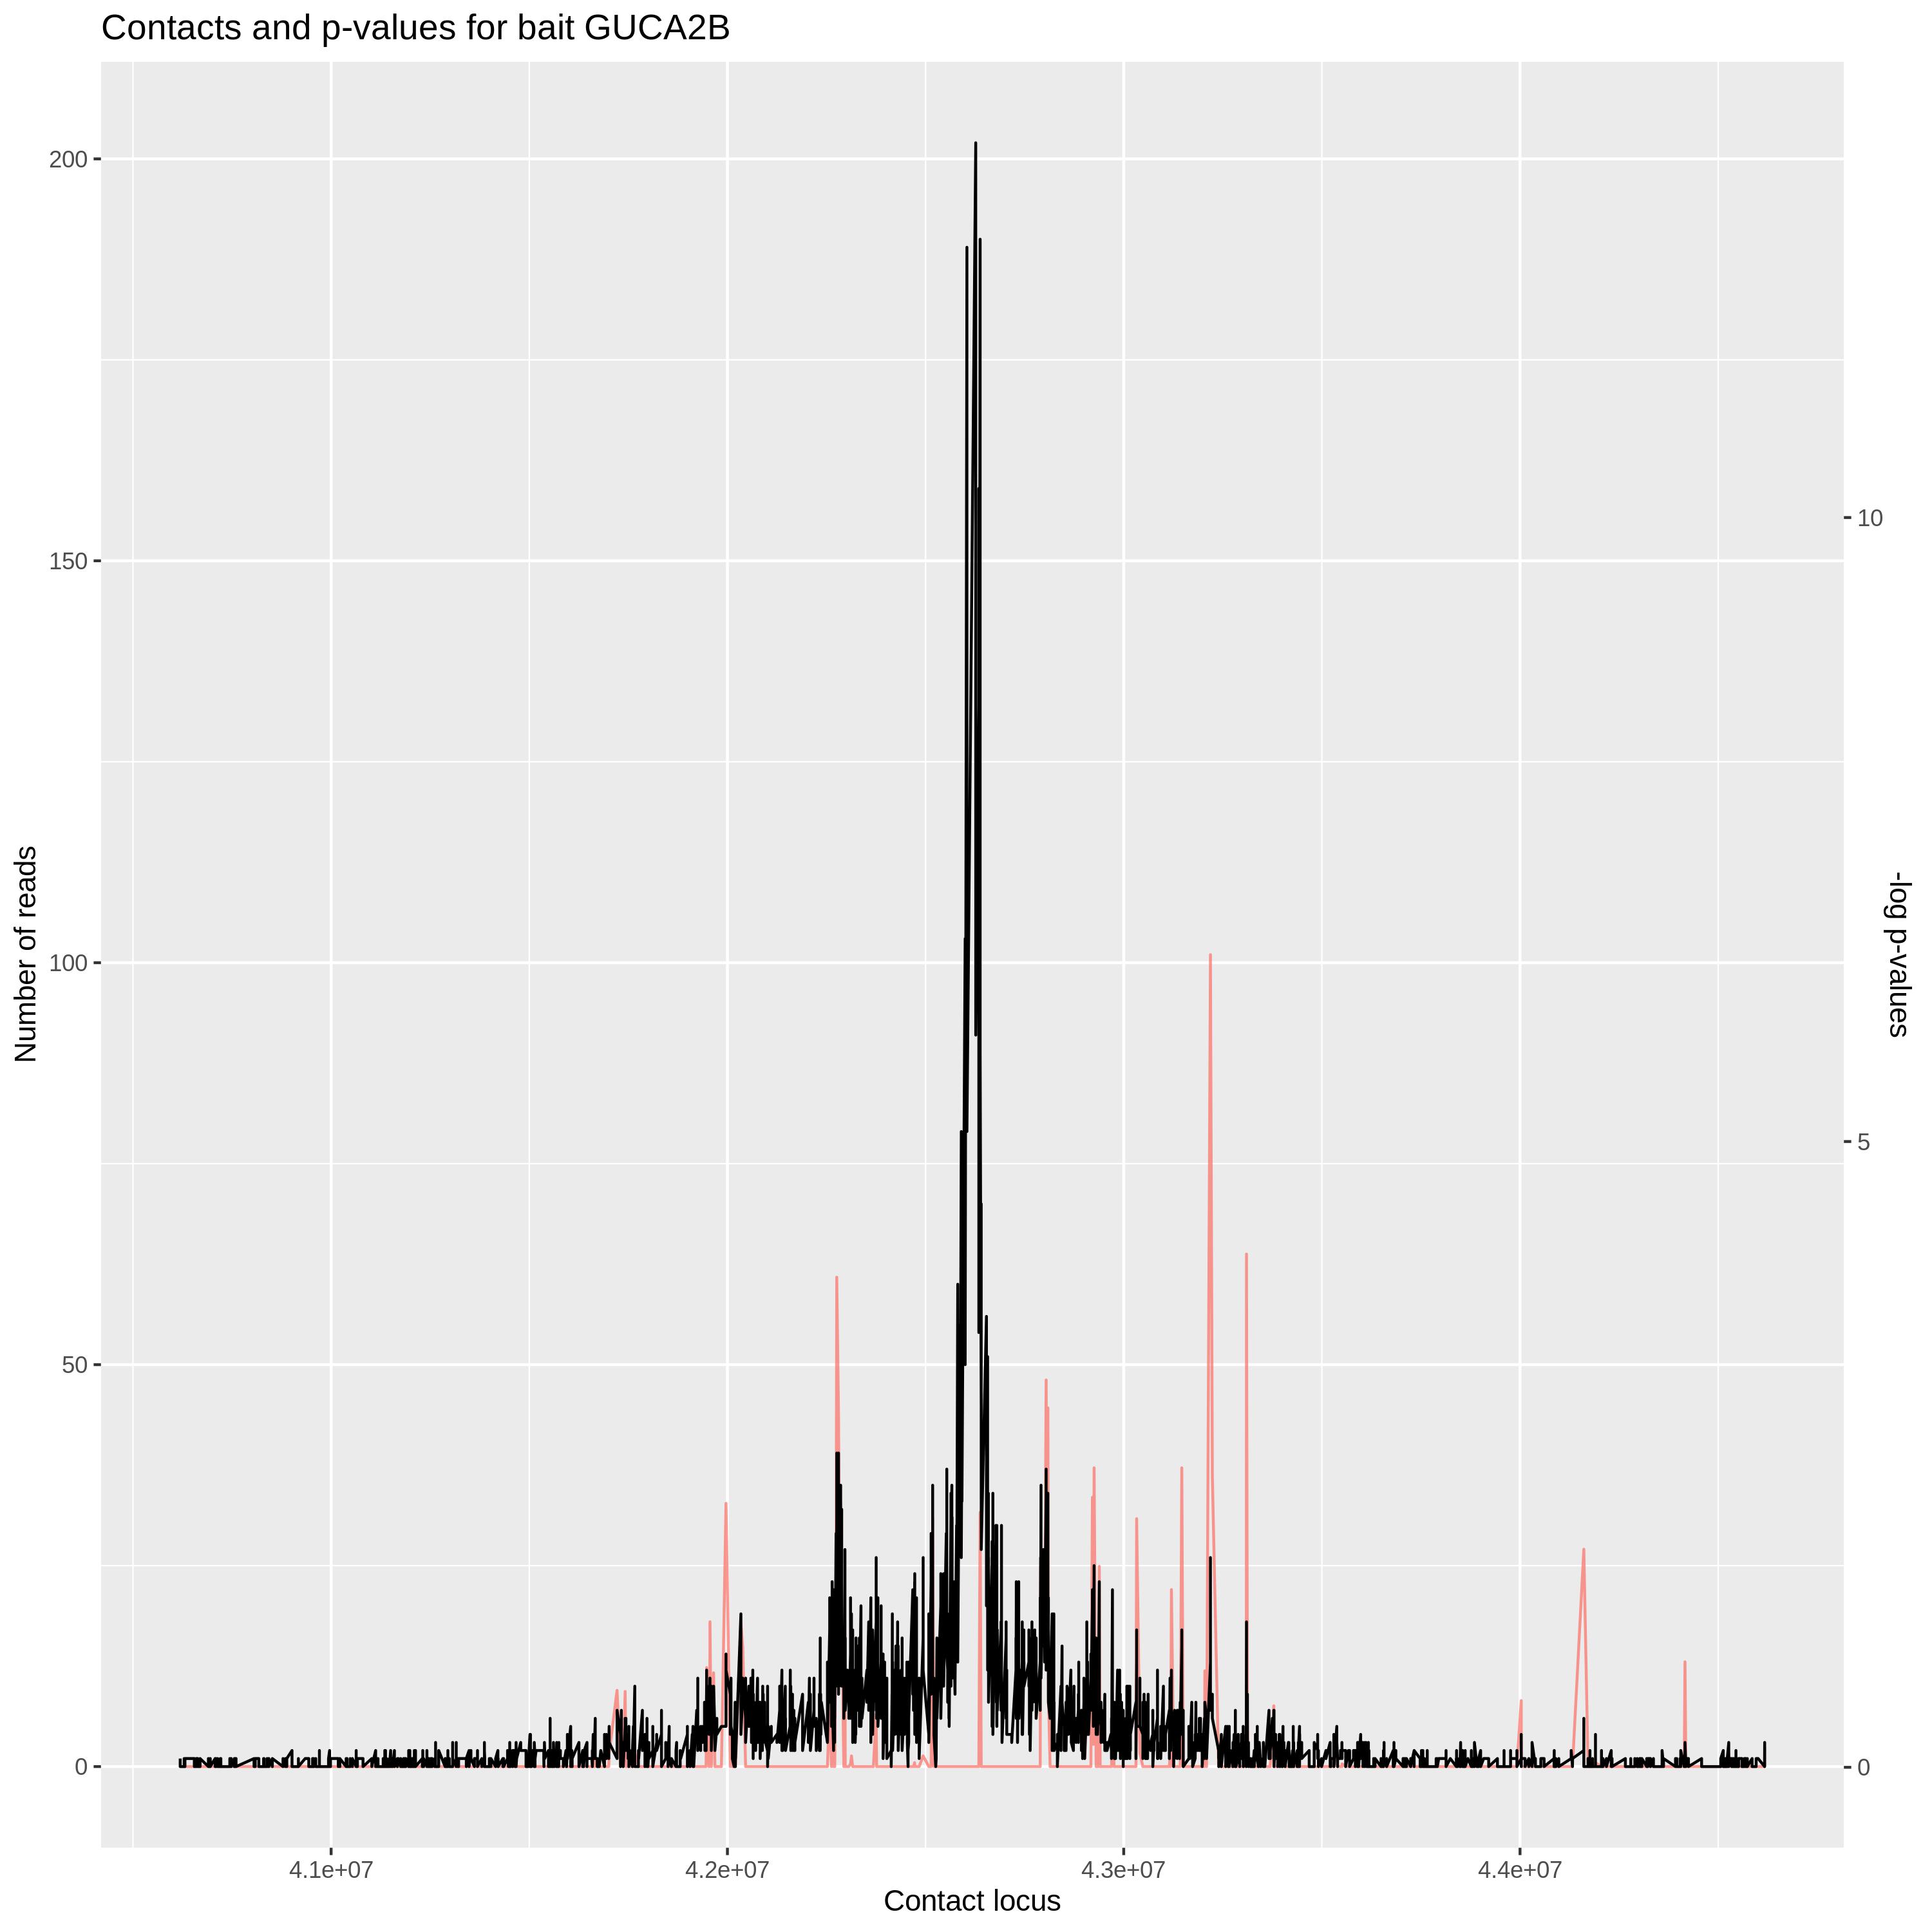 Contacts and p-values for bait GUCA2B
200
150
100
50
0
Number of reads
10
5
0
-log p-values
4.1e+07
4.2e+07
4.3e+07
4.4e+07
Contact locus